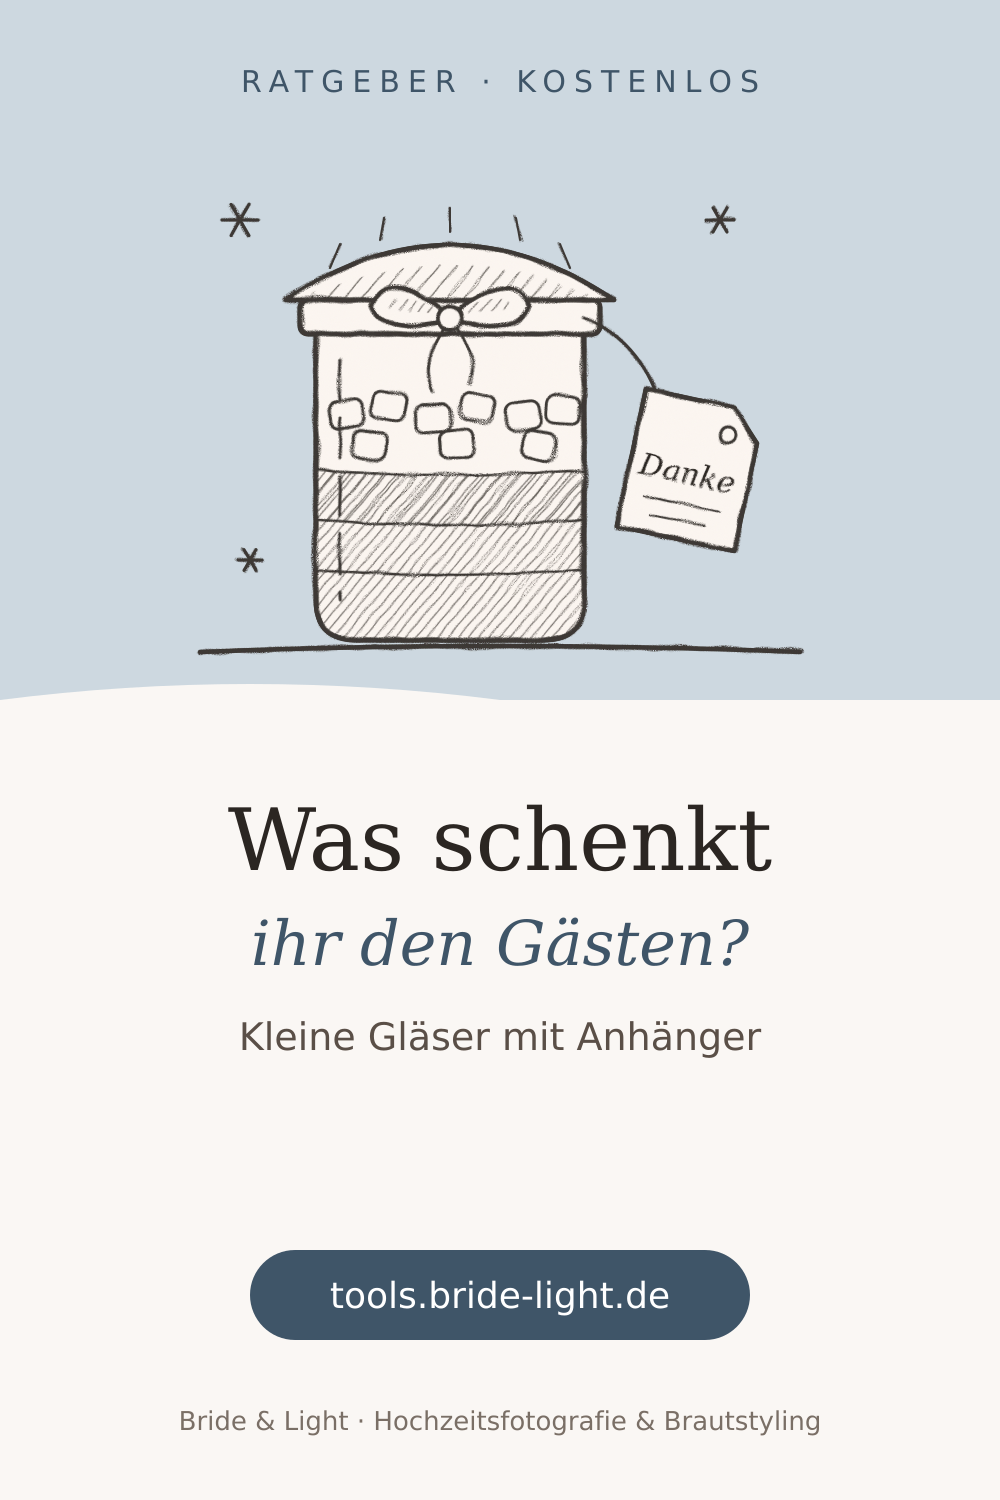 RATGEBER · KOSTENLOS
Danke
Was schenkt
ihr den Gästen?
Kleine Gläser mit Anhänger
tools.bride-light.de
Bride & Light · Hochzeitsfotografie & Brautstyling